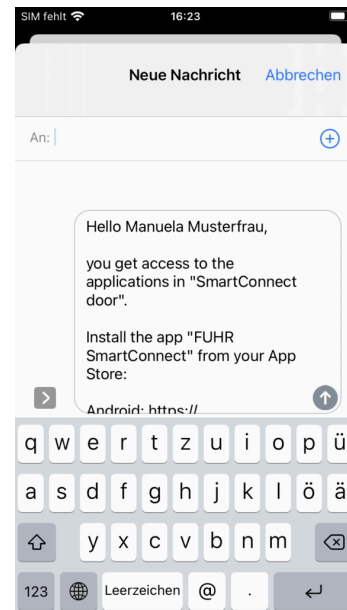 SIM fehlt 16:23
Neue Nachricht Abbrechen
An:
Hello Manuela Musterfrau,
you get access to the
applications in "SmartConnect
door".
Install the app "FUHR
SmartConnect" from your App
Store:
Android: https://
q w e r t z u i o p ü
a s d f g h j k l ö ä
y x c v b n m
123 Leerzeichen @ .